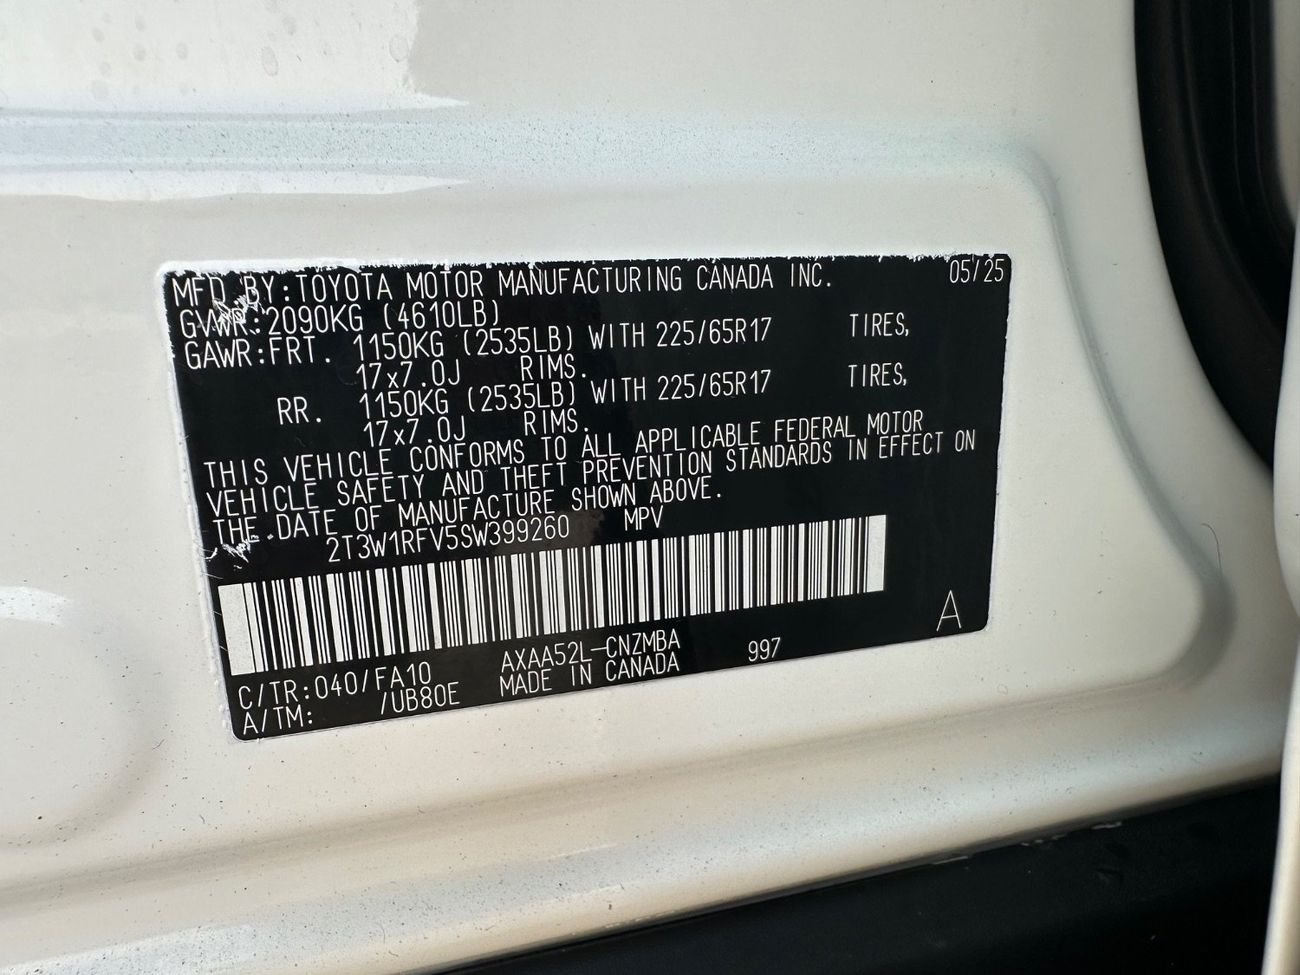 MFD BY:TOYOTA MOTOR MANUFACTURING CANADA INC. 05/25
GVWR:2090KG (4610LB)
GAWR:FRT. 1150KG (2535LB) WITH 225/65R17 TIRES,
17x7.0J RIMS.
RR. 1150KG (2535LB) WITH 225/65R17 TIRES,
17x7.0J RIMS.
THIS VEHICLE CONFORMS TO ALL APPLICABLE FEDERAL MOTOR
VEHICLE SAFETY AND THEFT PREVENTION STANDARDS IN EFFECT ON
THE DATE OF MANUFACTURE SHOWN ABOVE.
2T3W1RFV5SW399260 MPV
C/TR:040/FA10 AXAA52L-CNZMBA 997 A
A/TM: /UB80E MADE IN CANADA